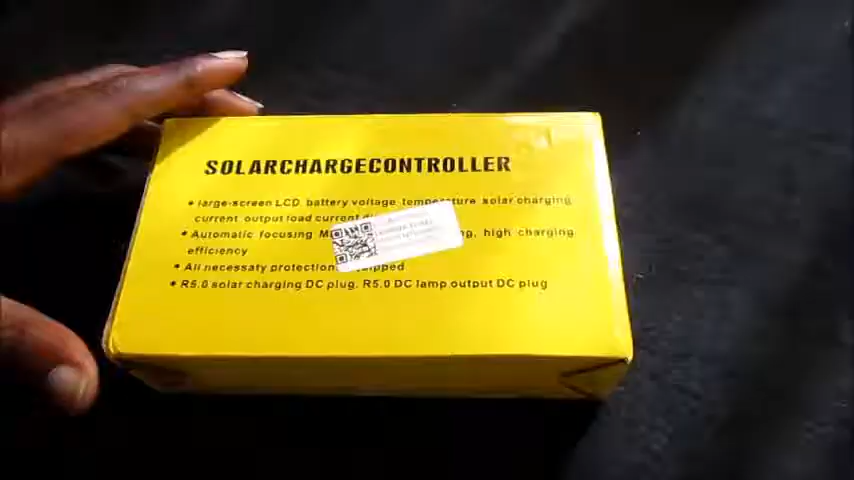 SOLARCHARGECONTROLLER
• large-screen LCD battery voltage temperature solar charging
current output load current
• Automatic focusing ng, high charging
efficiency
• All necessary protection
• R5.0 solar charging DC plug, R5.0 DC lamp output DC plug